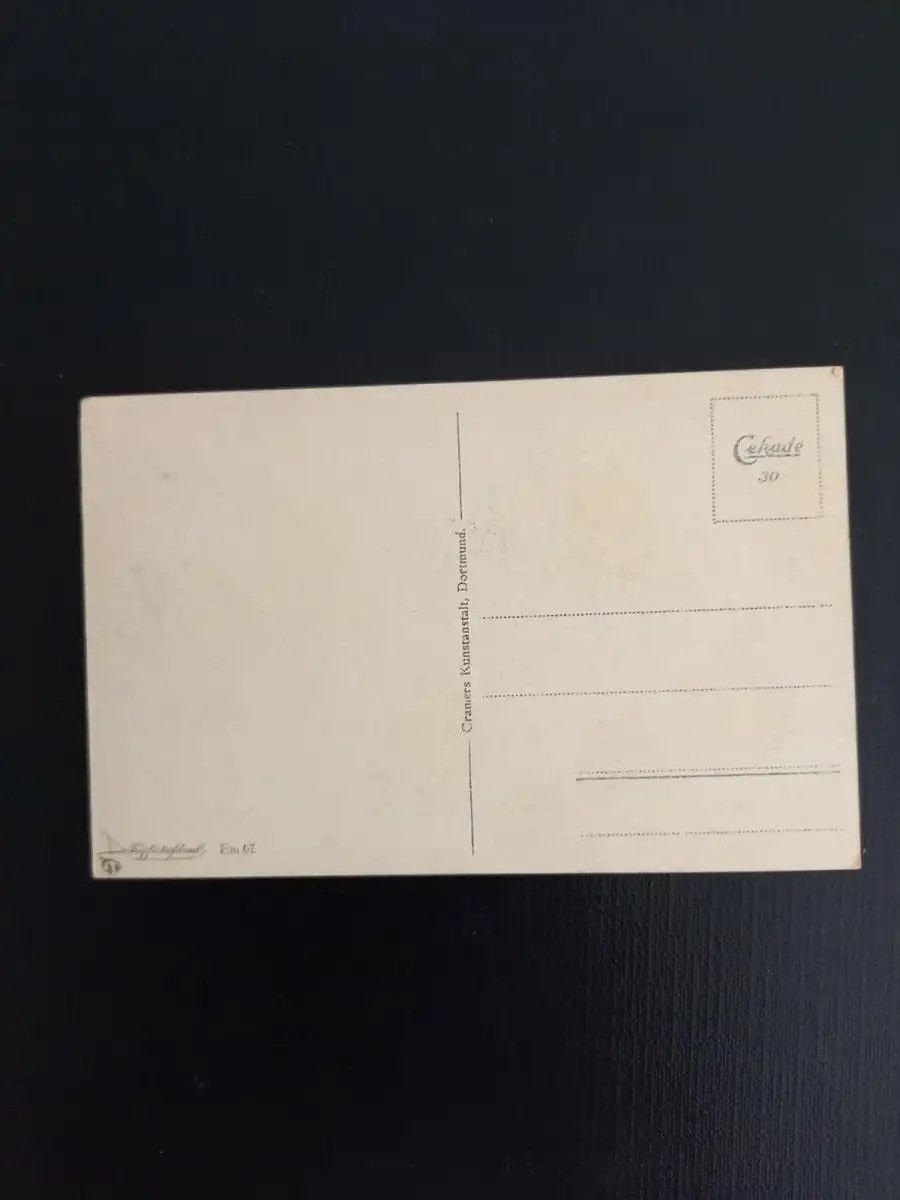 Cekade
30
Cramers Kunstanstalt, Dortmund.
Em 67